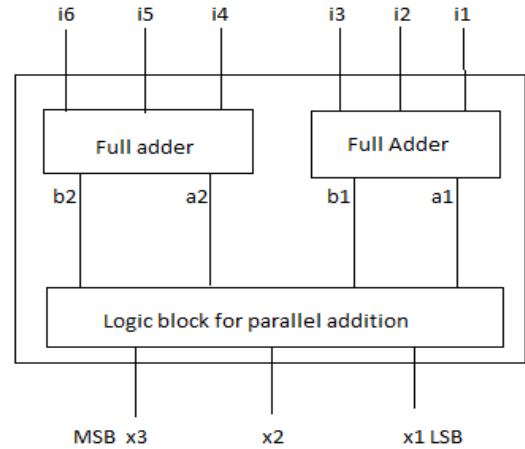 i6 i5 i4 i3 i2 i1
Full adder Full Adder
b2 a2 b1 a1
Logic block for parallel addition
MSB x3 x2 x1 LSB